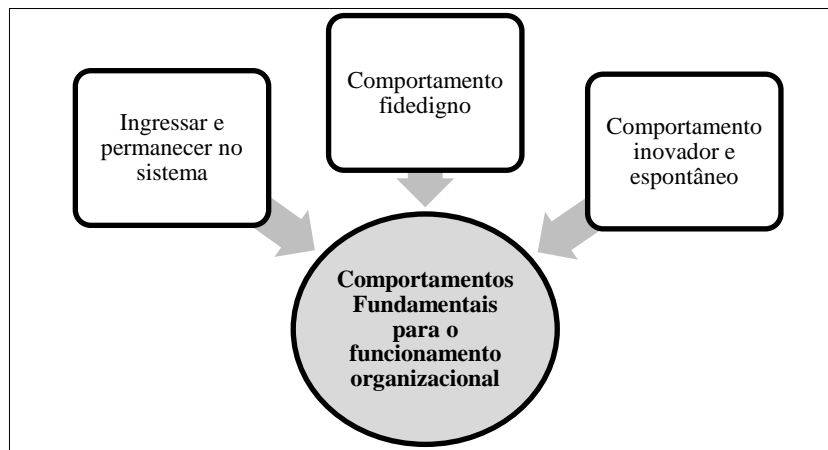 Ingressar e
permanecer no
sistema
Comportamento
fidedigno
Comportamento
inovador e
espontâneo
Comportamentos
Fundamentais
para o
funcionamento
organizacional